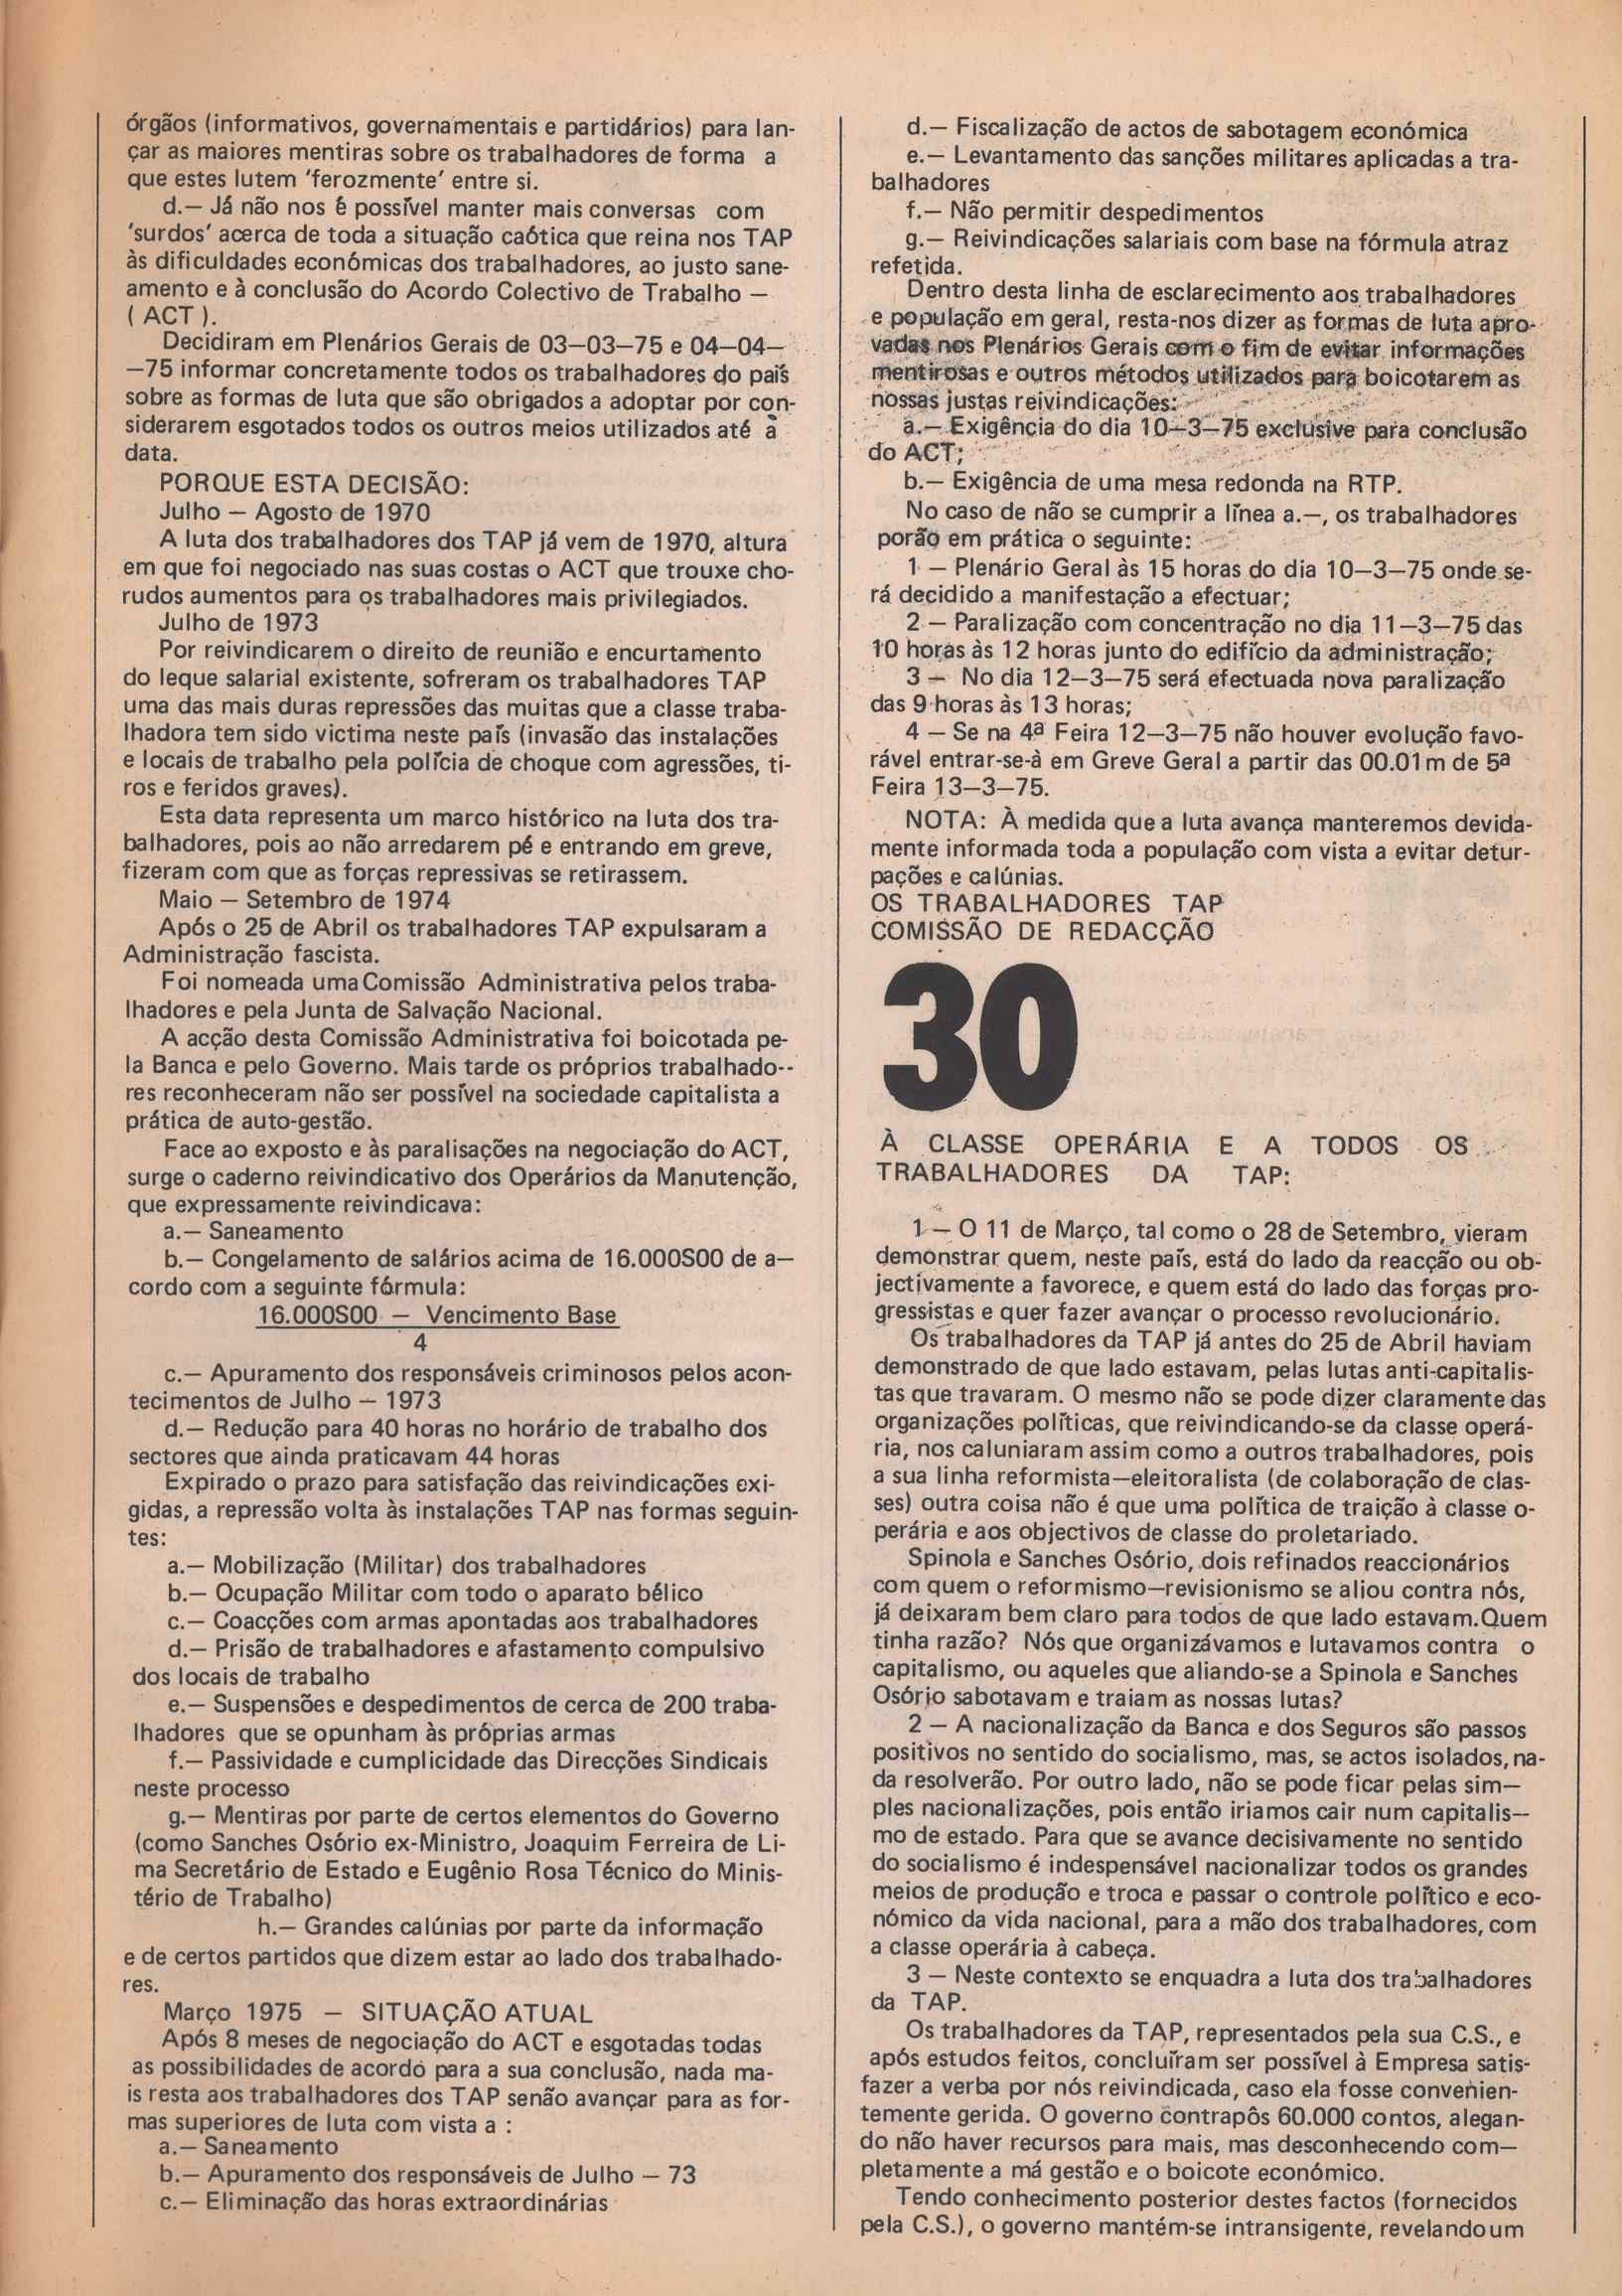 órgãos (informativos, governamentais e partidários) para lan-
çar as maiores mentiras sobre os trabalhadores de forma a
que estes lutem 'ferozmente' entre si.
d.— Já não nos é possível manter mais conversas com
'surdos' acerca de toda a situação caótica que reina nos TAP
às dificuldades económicas dos trabalhadores, ao justo sane-
amento e à conclusão do Acordo Colectivo de Trabalho —
( ACT ).
Decidiram em Plenários Gerais de 03—03—75 e 04—04—
—75 informar concretamente todos os trabalhadores do país
sobre as formas de luta que são obrigados a adoptar por con-
siderarem esgotados todos os outros meios utilizados até à
data.
PORQUE ESTA DECISÃO:
Julho — Agosto de 1970
A luta dos trabalhadores dos TAP já vem de 1970, altura
em que foi negociado nas suas costas o ACT que trouxe cho-
rudos aumentos para os trabalhadores mais privilegiados.
Julho de 1973
Por reivindicarem o direito de reunião e encurtamento
do leque salarial existente, sofreram os trabalhadores TAP
uma das mais duras repressões das muitas que a classe traba-
lhadora tem sido victima neste país (invasão das instalações
e locais de trabalho pela polícia de choque com agressões, ti-
ros e feridos graves).
Esta data representa um marco histórico na luta dos tra-
balhadores, pois ao não arredarem pé e entrando em greve,
fizeram com que as forças repressivas se retirassem.
Maio — Setembro de 1974
Após o 25 de Abril os trabalhadores TAP expulsaram a
Administração fascista.
Foi nomeada uma Comissão Administrativa pelos traba-
lhadores e pela Junta de Salvação Nacional.
A acção desta Comissão Administrativa foi boicotada pe-
la Banca e pelo Governo. Mais tarde os próprios trabalhado--
res reconheceram não ser possível na sociedade capitalista a
prática de auto-gestão.
Face ao exposto e às paralisações na negociação do ACT,
surge o caderno reivindicativo dos Operários da Manutenção,
que expressamente reivindicava:
a.— Saneamento
b.— Congelamento de salários acima de 16.000S00 de a—
cordo com a seguinte fórmula:
16.000S00 — Vencimento Base
4
c.— Apuramento dos responsáveis criminosos pelos acon-
tecimentos de Julho — 1973
d.— Redução para 40 horas no horário de trabalho dos
sectores que ainda praticavam 44 horas
Expirado o prazo para satisfação das reivindicações exi-
gidas, a repressão volta às instalações TAP nas formas seguin-
tes:
a.— Mobilização (Militar) dos trabalhadores
b.— Ocupação Militar com todo o aparato bélico
c.— Coacções com armas apontadas aos trabalhadores
d.— Prisão de trabalhadores e afastamento compulsivo
dos locais de trabalho
e.— Suspensões e despedimentos de cerca de 200 traba-
lhadores que se opunham às próprias armas
f.— Passividade e cumplicidade das Direcções Sindicais
neste processo
g.— Mentiras por parte de certos elementos do Governo
(como Sanches Osório ex-Ministro, Joaquim Ferreira de Li-
ma Secretário de Estado e Eugênio Rosa Técnico do Minis-
tério de Trabalho)
h.— Grandes calúnias por parte da informação
e de certos partidos que dizem estar ao lado dos trabalhado-
res.
Março 1975 — SITUAÇÃO ATUAL
Após 8 meses de negociação do ACT e esgotadas todas
as possibilidades de acordo para a sua conclusão, nada ma-
is resta aos trabalhadores dos TAP senão avançar para as for-
mas superiores de luta com vista a :
a.— Saneamento
b.— Apuramento dos responsáveis de Julho — 73
c.— Eliminação das horas extraordinárias
d.— Fiscalização de actos de sabotagem económica
e.— Levantamento das sanções militares aplicadas a tra-
balhadores
f.— Não permitir despedimentos
g.— Reivindicações salariais com base na fórmula atraz
refetida.
Dentro desta linha de esclarecimento aos trabalhadores
e população em geral, resta-nos dizer as formas de luta apro-
vadas nos Plenários Gerais com o fim de evitar informações
mentirosas e outros métodos utilizados para boicotarem as
nossas justas reivindicações:
a.— Exigência do dia 10—3—75 exclusive para conclusão
do ACT;
b.— Exigência de uma mesa redonda na RTP.
No caso de não se cumprir a línea a.—, os trabalhadores
porão em prática o seguinte:
1 — Plenário Geral às 15 horas do dia 10—3—75 onde se-
rá decidido a manifestação a efectuar;
2 — Paralização com concentração no dia 11—3—75 das
10 horas às 12 horas junto do edifício da administração;
3 — No dia 12—3—75 será efectuada nova paralização
das 9 horas às 13 horas;
4 — Se na 4ª Feira 12—3—75 não houver evolução favo-
rável entrar-se-à em Greve Geral a partir das 00.01m de 5ª
Feira 13—3—75.
NOTA: À medida que a luta avança manteremos devida-
mente informada toda a população com vista a evitar detur-
pações e calúnias.
OS TRABALHADORES TAP
COMISSÃO DE REDACÇÃO
30
À CLASSE OPERÁRIA E A TODOS OS
TRABALHADORES DA TAP:
1 — O 11 de Março, tal como o 28 de Setembro, vieram
demonstrar quem, neste país, está do lado da reacção ou ob-
jectivamente a favorece, e quem está do lado das forças pro-
gressistas e quer fazer avançar o processo revolucionário.
Os trabalhadores da TAP já antes do 25 de Abril haviam
demonstrado de que lado estavam, pelas lutas anti-capitalis-
tas que travaram. O mesmo não se pode dizer claramente das
organizações políticas, que reivindicando-se da classe operá-
ria, nos caluniaram assim como a outros trabalhadores, pois
a sua linha reformista—eleitoralista (de colaboração de clas-
ses) outra coisa não é que uma política de traição à classe o-
perária e aos objectivos de classe do proletariado.
Spinola e Sanches Osório, dois refinados reaccionários
com quem o reformismo—revisionismo se aliou contra nós,
já deixaram bem claro para todos de que lado estavam.Quem
tinha razão? Nós que organizávamos e lutavamos contra o
capitalismo, ou aqueles que aliando-se a Spinola e Sanches
Osório sabotavam e traiam as nossas lutas?
2 — A nacionalização da Banca e dos Seguros são passos
positivos no sentido do socialismo, mas, se actos isolados, na-
da resolverão. Por outro lado, não se pode ficar pelas sim—
ples nacionalizações, pois então iriamos cair num capitalis—
mo de estado. Para que se avance decisivamente no sentido
do socialismo é indespensável nacionalizar todos os grandes
meios de produção e troca e passar o controle político e eco-
nómico da vida nacional, para a mão dos trabalhadores, com
a classe operária à cabeça.
3 — Neste contexto se enquadra a luta dos trabalhadores
da TAP.
Os trabalhadores da TAP, representados pela sua C.S., e
após estudos feitos, concluíram ser possível à Empresa satis-
fazer a verba por nós reivindicada, caso ela fosse convenien-
temente gerida. O governo contrapôs 60.000 contos, alegan-
do não haver recursos para mais, mas desconhecendo com—
pletamente a má gestão e o boicote económico.
Tendo conhecimento posterior destes factos (fornecidos
pela C.S.), o governo mantém-se intransigente, revelando um